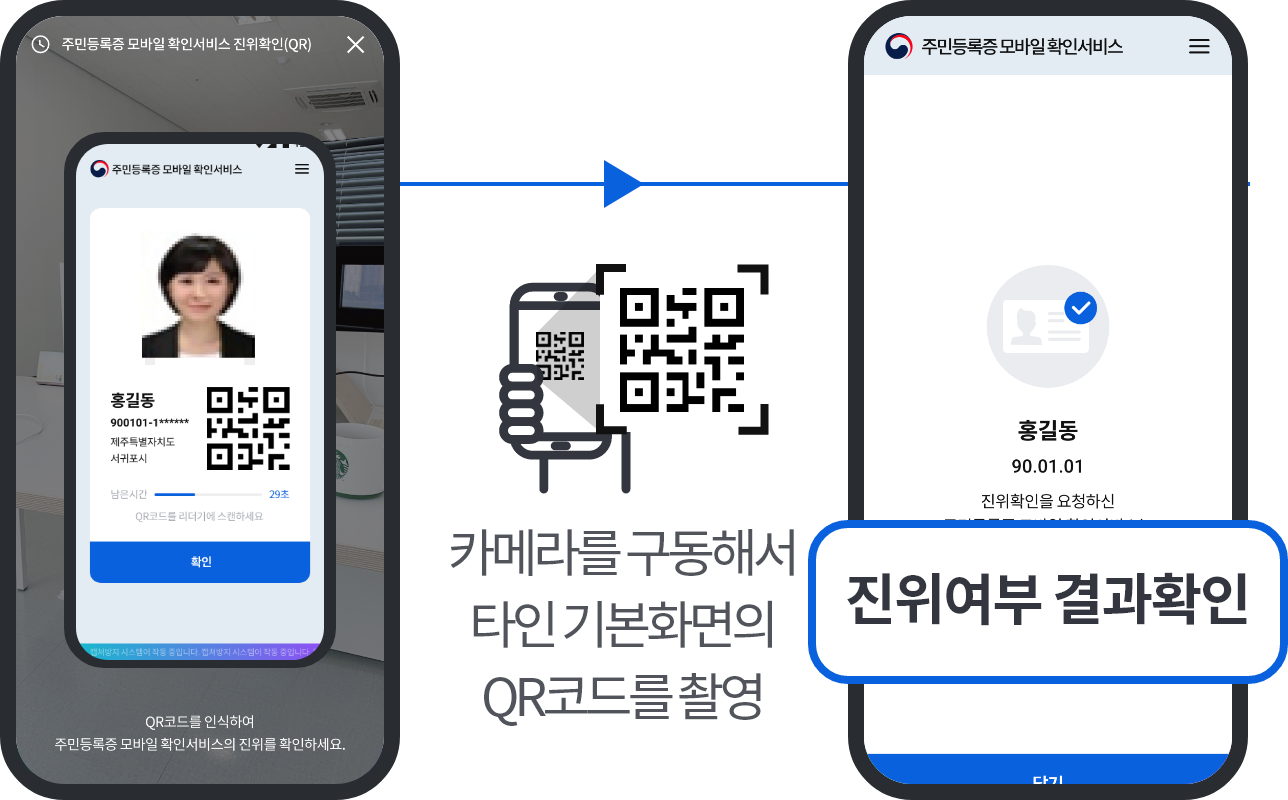 주민등록증 모바일 확인서비스 진위확인(QR)
주민등록증 모바일 확인서비스
홍길동
900101-1******
제주특별자치도
서귀포시
남은시간
29초
QR코드를 리더기에 스캔하세요
확인
캡처방지 시스템이 작동 중입니다. 캡처방지 시스템이 작동 중입니다.
QR코드를 인식하여
주민등록증 모바일 확인서비스의 진위를 확인하세요.
카메라를 구동해서
타인 기본화면의
QR코드를 촬영
주민등록증 모바일 확인서비스
홍길동
90.01.01
진위확인을 요청하신
진위여부 결과확인
닫기